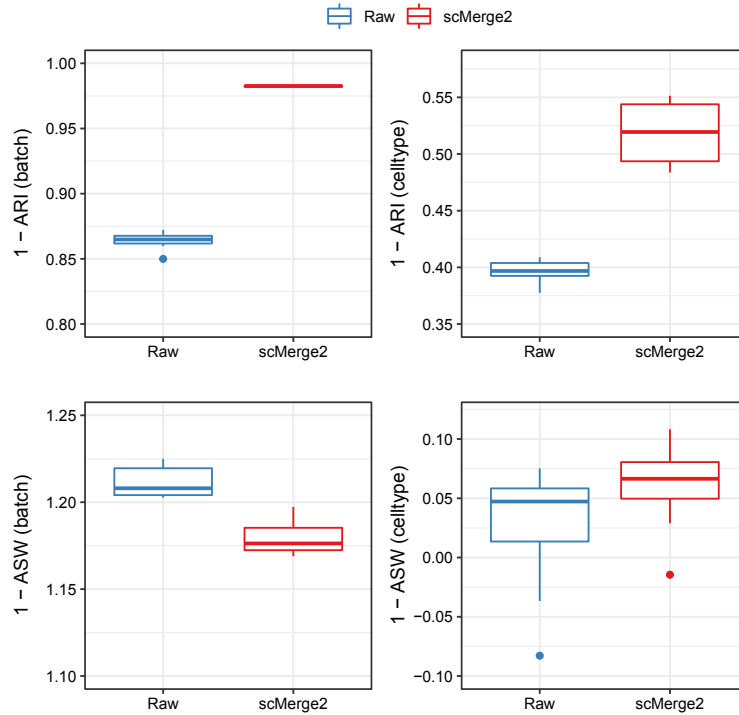 Raw scMerge2
1 − ARI (batch)
1.00
0.95
0.90
0.85
0.80
Raw scMerge2
1 − ARI (celltype)
0.55
0.50
0.45
0.40
0.35
Raw scMerge2
1 − ASW (batch)
1.25
1.20
1.15
1.10
Raw scMerge2
1 − ASW (celltype)
0.10
0.05
0.00
−0.05
−0.10
Raw scMerge2